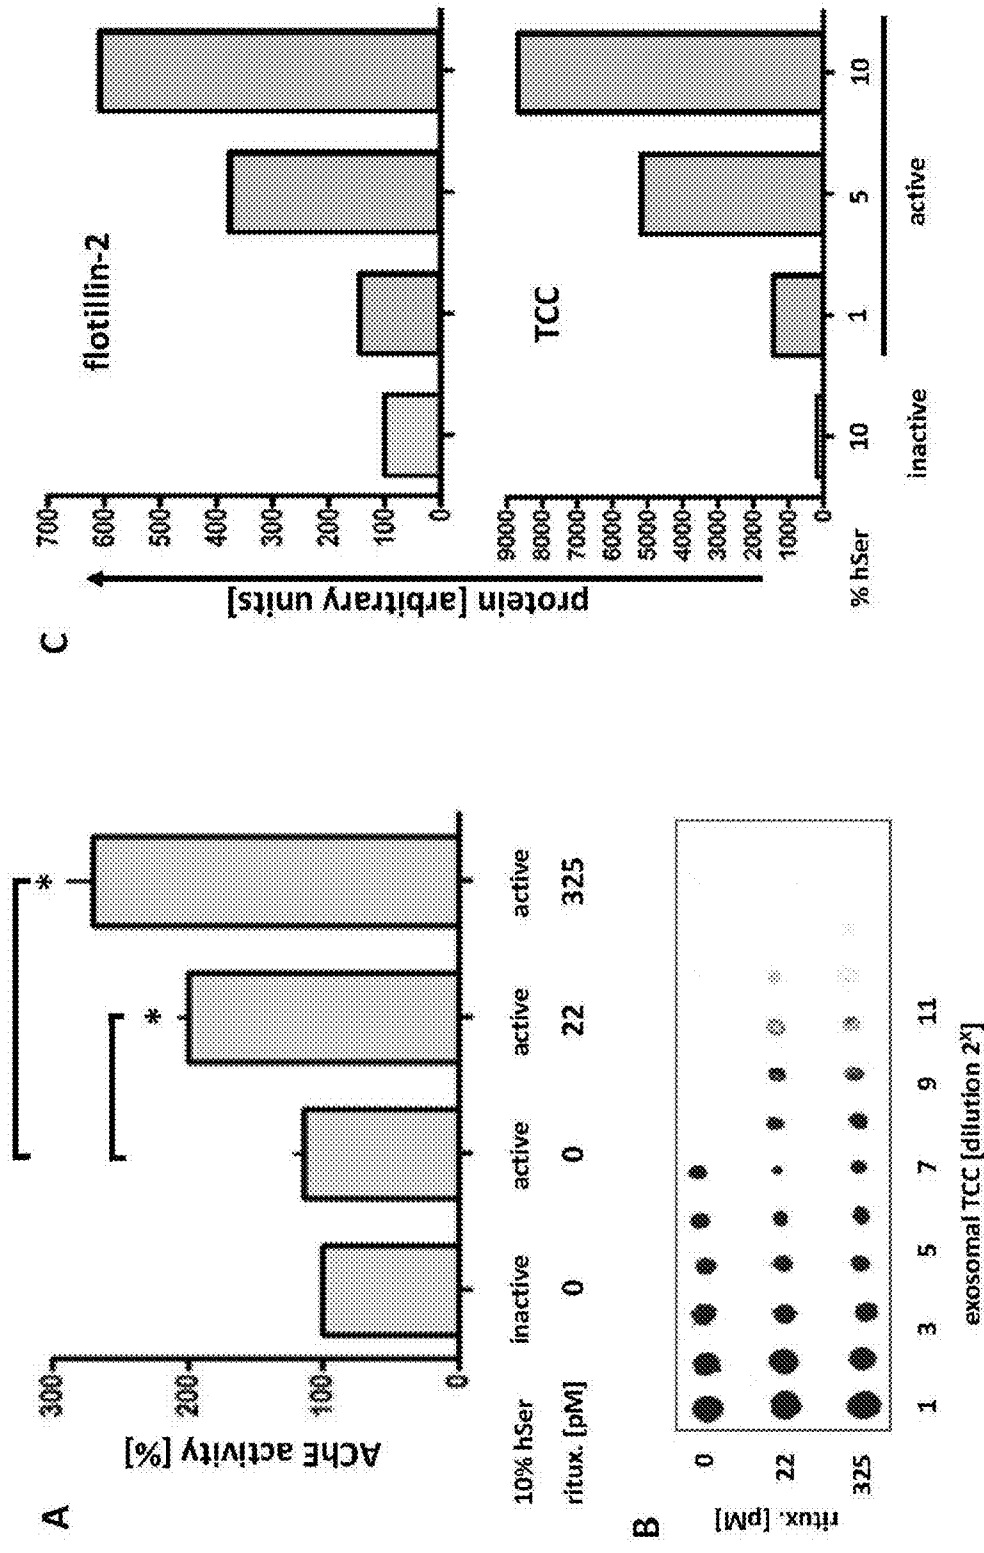 A
AChE activity [%]
300
200
100
0
*
*
10% hSer inactive active active active
ritux. [pM] 0 0 22 325
B
ritux. [pM]
0
22
325
1 3 5 7 9 11
exosomal TCC [dilution 2ˣ]
C
protein [arbitrary units]
flotillin-2
700
600
500
400
300
200
100
0
TCC
9000
8000
7000
6000
5000
4000
3000
2000
1000
0
% hSer 10 1 5 10
inactive active